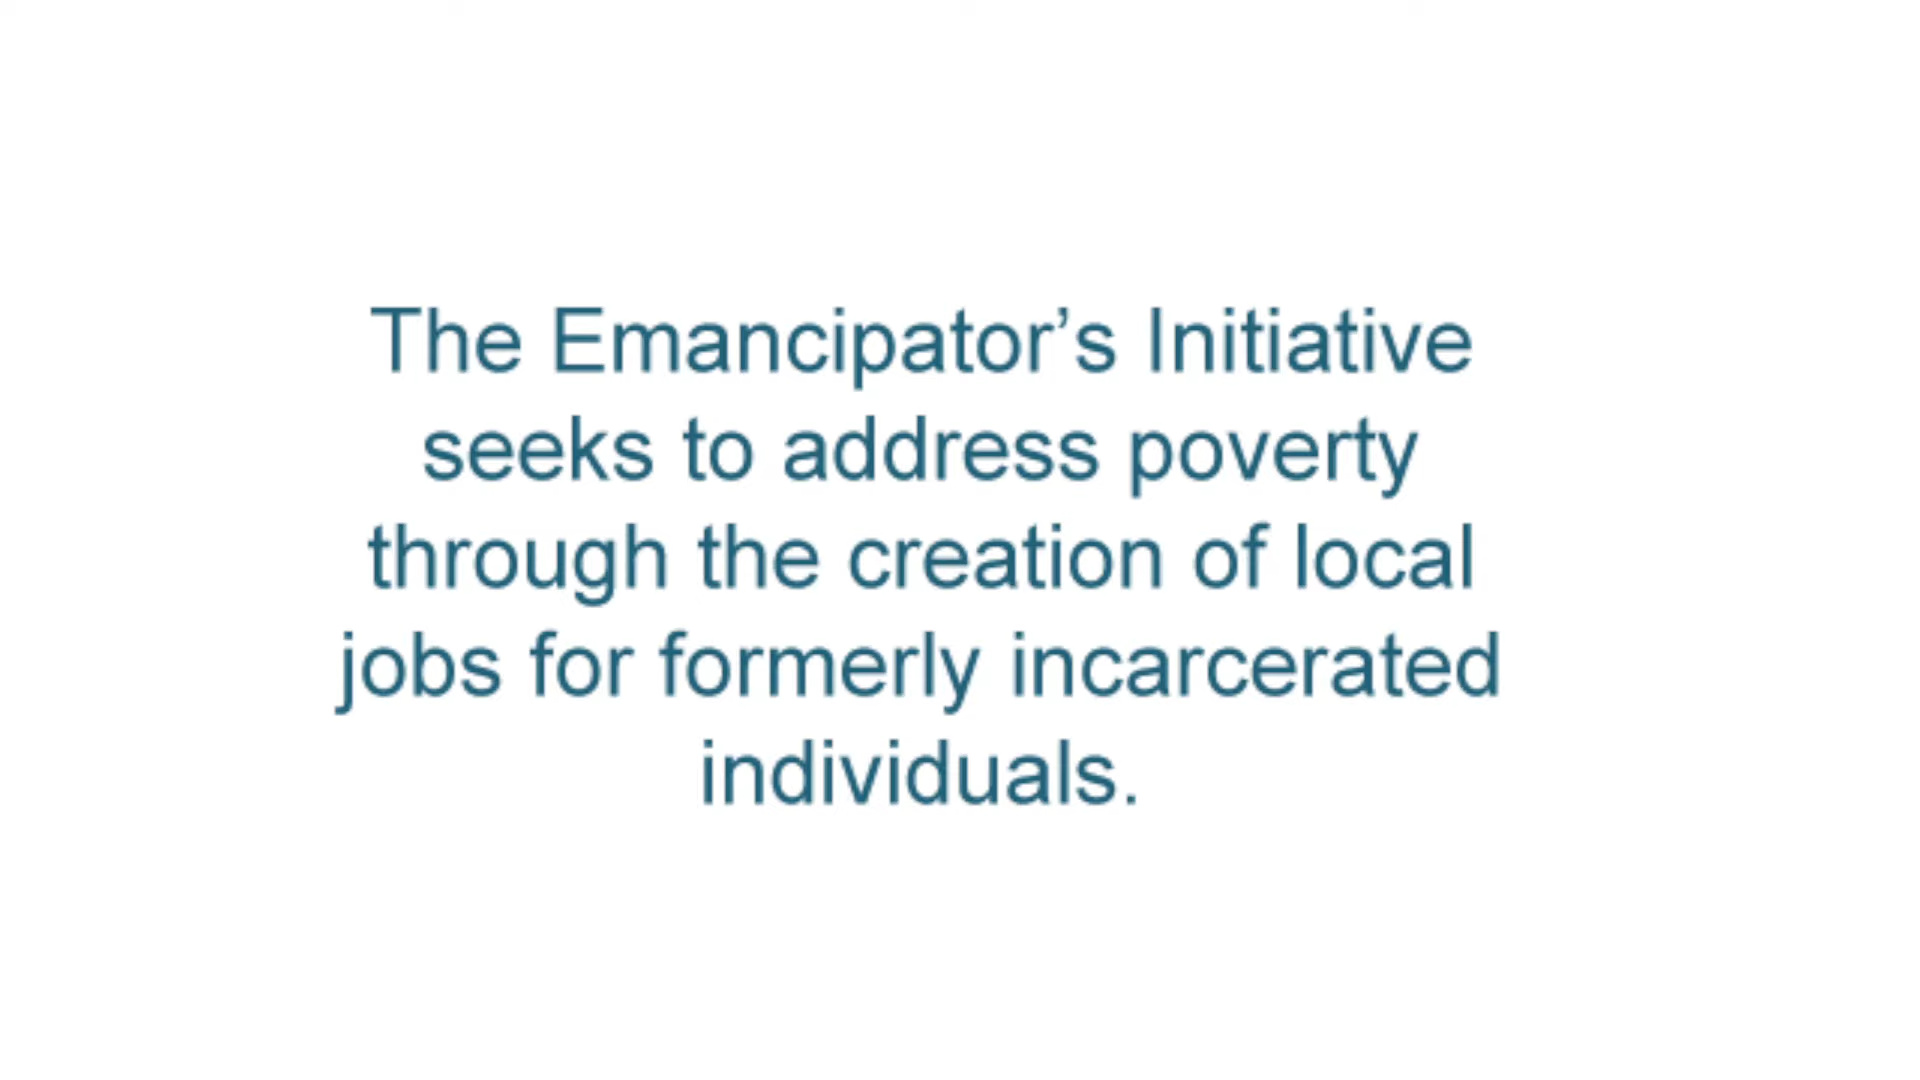 The Emancipator’s Initiative
seeks to address poverty
through the creation of local
jobs for formerly incarcerated
individuals.